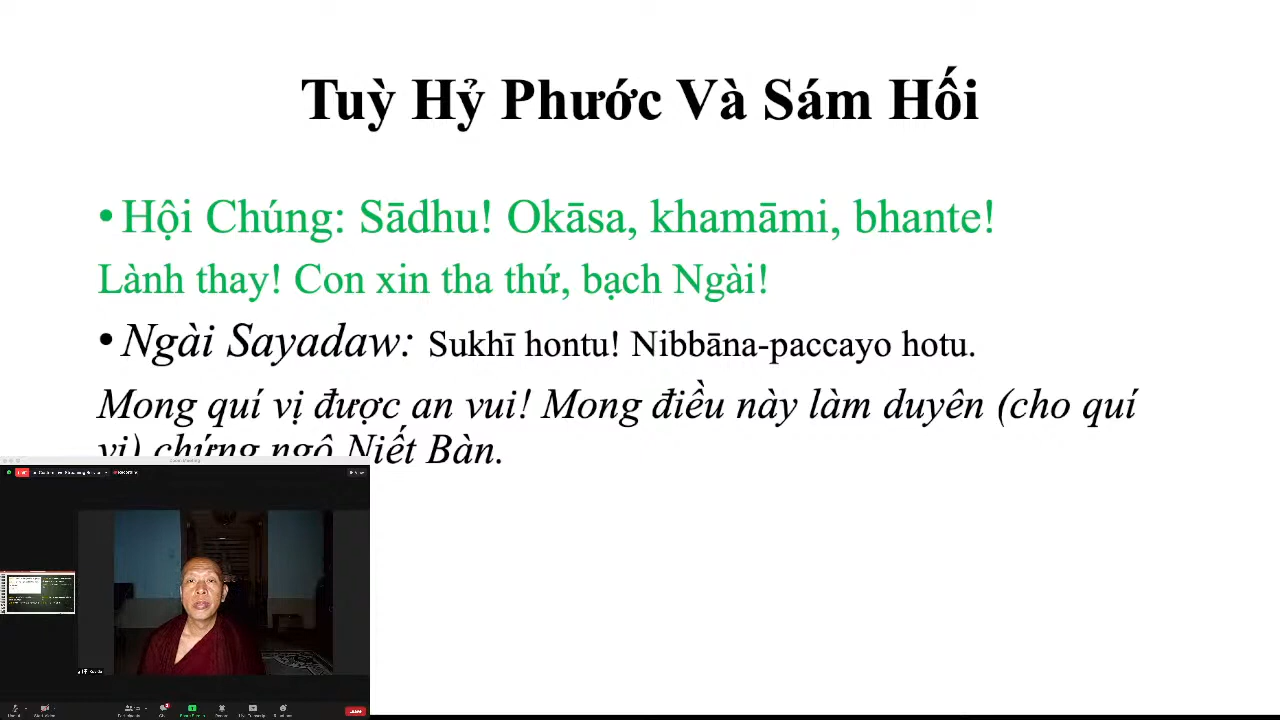 Tuỳ Hỷ Phước Và Sám Hối
• Hội Chúng: Sādhu! Okāsa, khamāmi, bhante!
Lành thay! Con xin tha thứ, bạch Ngài!
• Ngài Sayadaw: Sukhī hontu! Nibbāna-paccayo hotu.
Mong quí vị được an vui! Mong điều này làm duyên (cho quí
vị) chứng ngộ Niết Bàn.
View
Participants